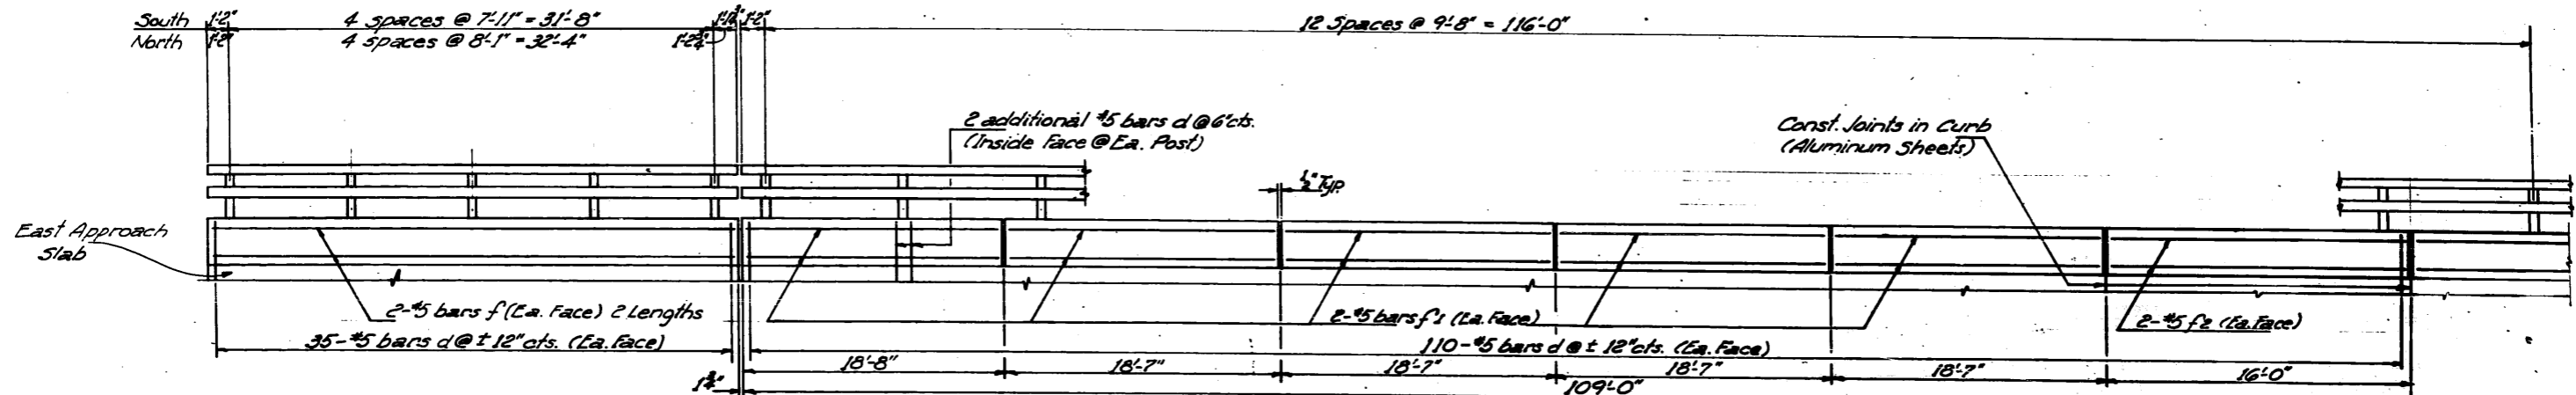 South 1'-2" 4 spaces @ 7'-11" = 31'-8" 1'-2" 12 Spaces @ 9'-8" = 116'-0"
North 1'-2" 4 spaces @ 8'-1" = 32'-4" 1'-2¾"
2 additional #5 bars d @ 6"cts.
(Inside Face @ Ea. Post)
Const. Joints in Curb
(Aluminum Sheets)
½" Typ.
East Approach
Slab
2-#5 bars f (Ea. Face) 2 Lengths
2-#5 bars f1 (Ea. Face)
2-#5 f2 (Ea. Face)
35-#5 bars d @ ± 12" cts. (Ea. Face)
110-#5 bars d @ ± 12" cts. (Ea. Face)
18'-8" 18'-7" 18'-7" 18'-7" 18'-7" 16'-0"
1¾" 109'-0"